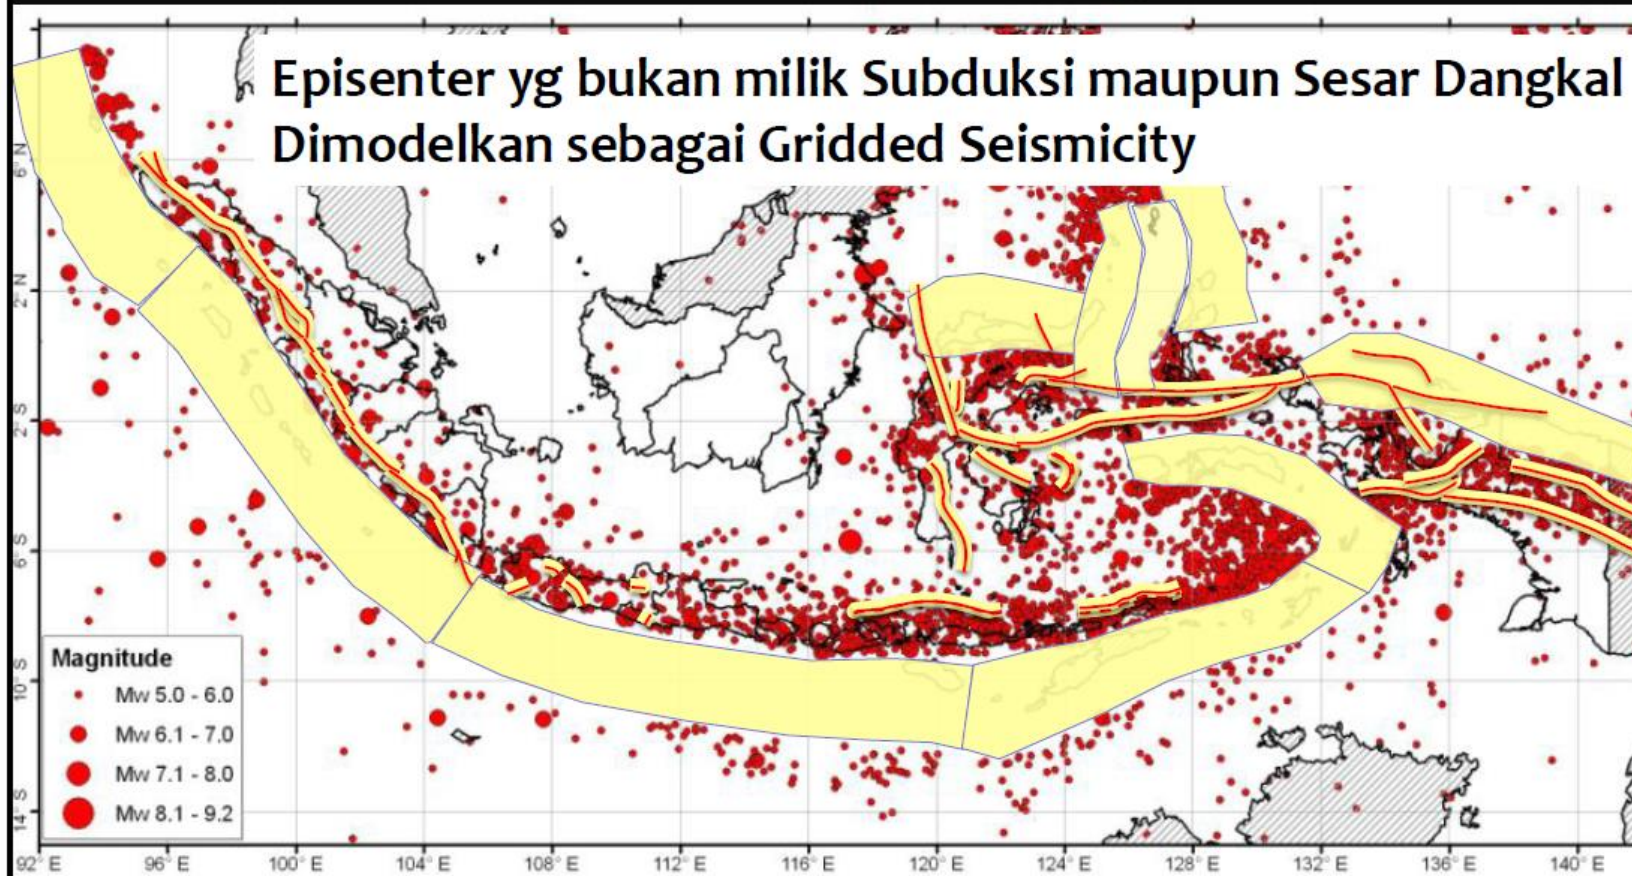 Episenter yg bukan milik Subduksi maupun Sesar Dangkal
Dimodelkan sebagai Gridded Seismicity
6° N
2° N
2° S
6° S
10° S
14° S
Magnitude
Mw 5.0 - 6.0
Mw 6.1 - 7.0
Mw 7.1 - 8.0
Mw 8.1 - 9.2
92° E 96° E 100° E 104° E 108° E 112° E 116° E 120° E 124° E 128° E 132° E 136° E 140° E